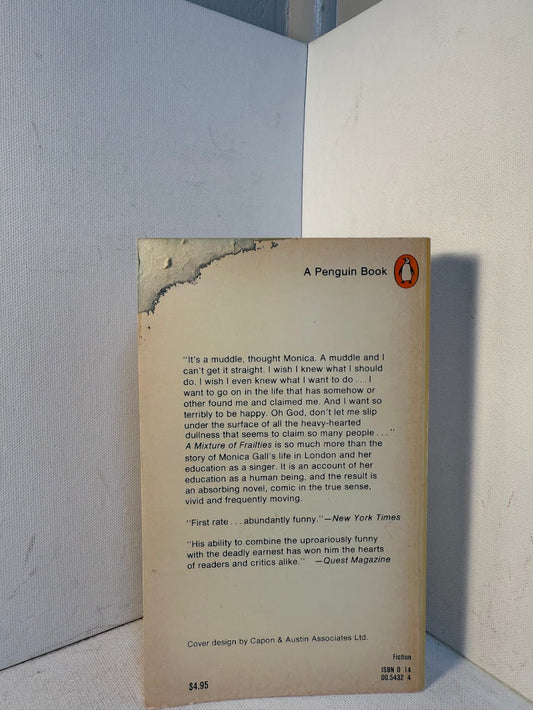 A Penguin Book
"It's a muddle, thought Monica. A muddle and I
can't get it straight. I wish I knew what I should
do. I wish I even knew what I want to do . . . I
want to go on in the life that has somehow or
other found me and claimed me. And I want so
terribly to be happy. Oh God, don't let me slip
under the surface of all the heavy-hearted
dullness that seems to claim so many people . . ."
A Mixture of Frailties is so much more than the
story of Monica Gall's life in London and her
education as a singer. It is an account of her
education as a human being, and the result is
an absorbing novel, comic in the true sense,
vivid and frequently moving.
"First rate . . . abundantly funny."—New York Times
"His ability to combine the uproariously funny
with the deadly earnest has won him the hearts
of readers and critics alike." —Quest Magazine
Cover design by Capon & Austin Associates Ltd.
Fiction
ISBN 0 14
00.5432 4
$4.95